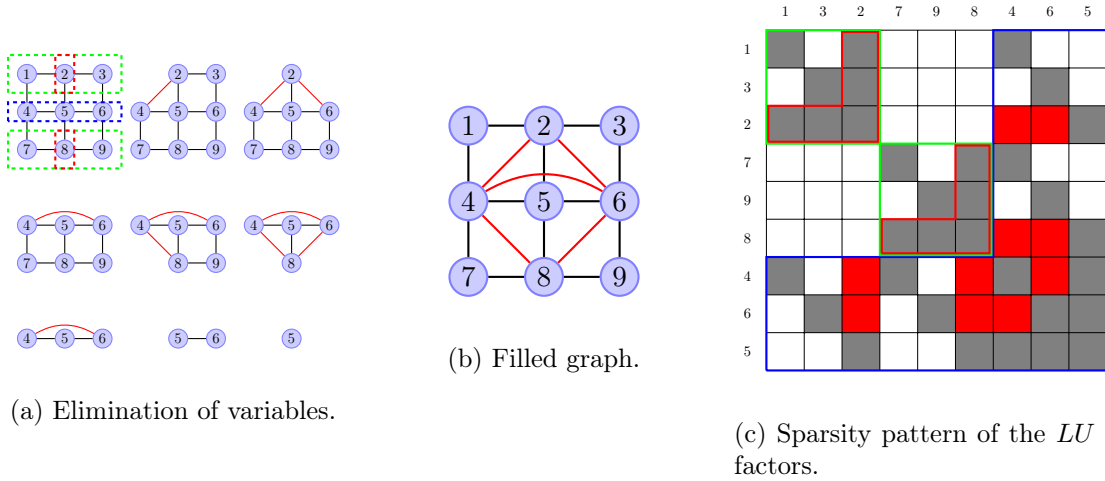 1 2 3
4 5 6
7 8 9
2 3
4 5 6
7 8 9
2
4 5 6
7 8 9
4 5 6
7 8 9
4 5 6
8 9
4 5 6
8
4 5 6
5 6
5
(a) Elimination of variables.
1 2 3
4 5 6
7 8 9
(b) Filled graph.
1 3 2 7 9 8 4 6 5
1
3
2
7
9
8
4
6
5
(c) Sparsity pattern of the LU
factors.